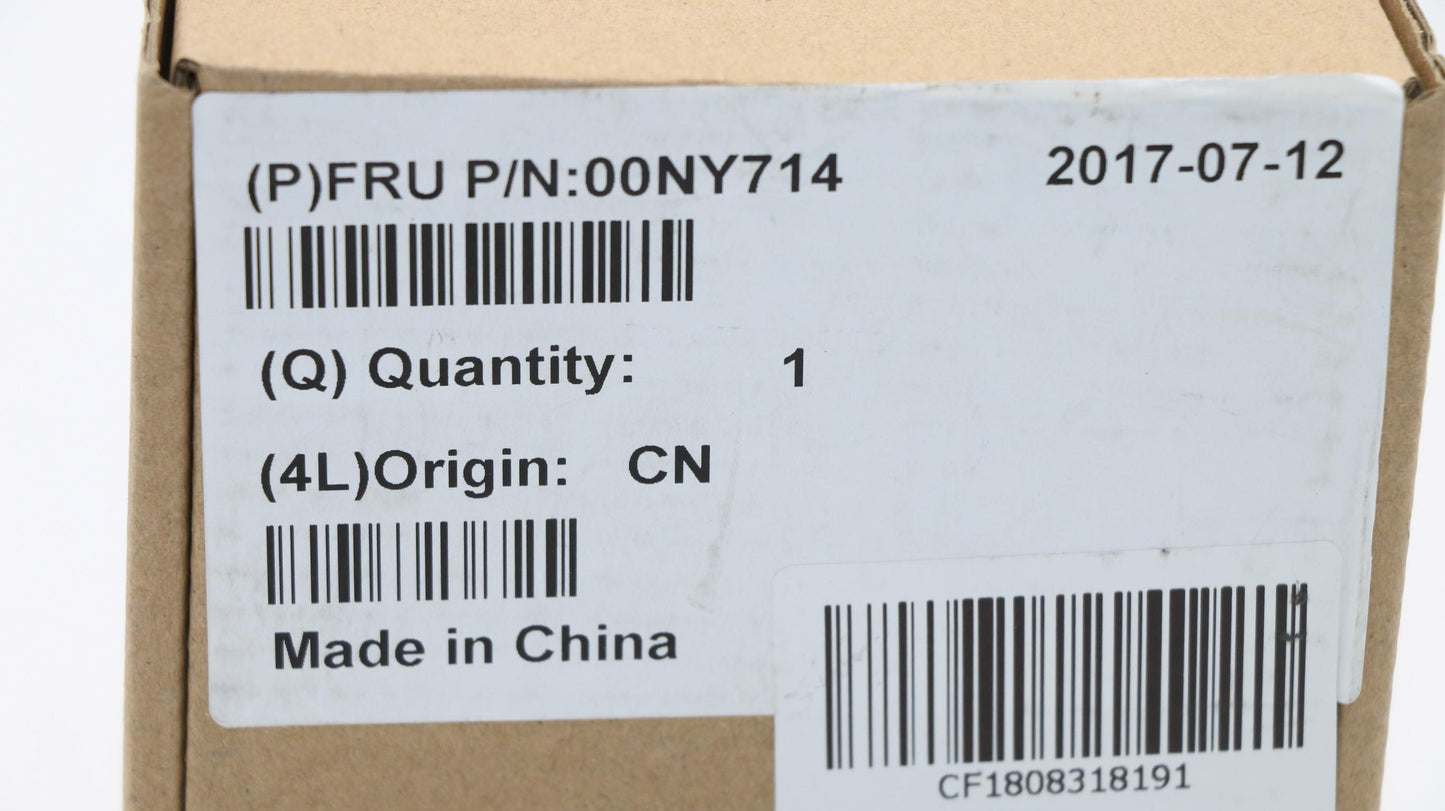 (P)FRU P/N:00NY714 2017-07-12
(Q) Quantity: 1
(4L)Origin: CN
Made in China
CF1808318191